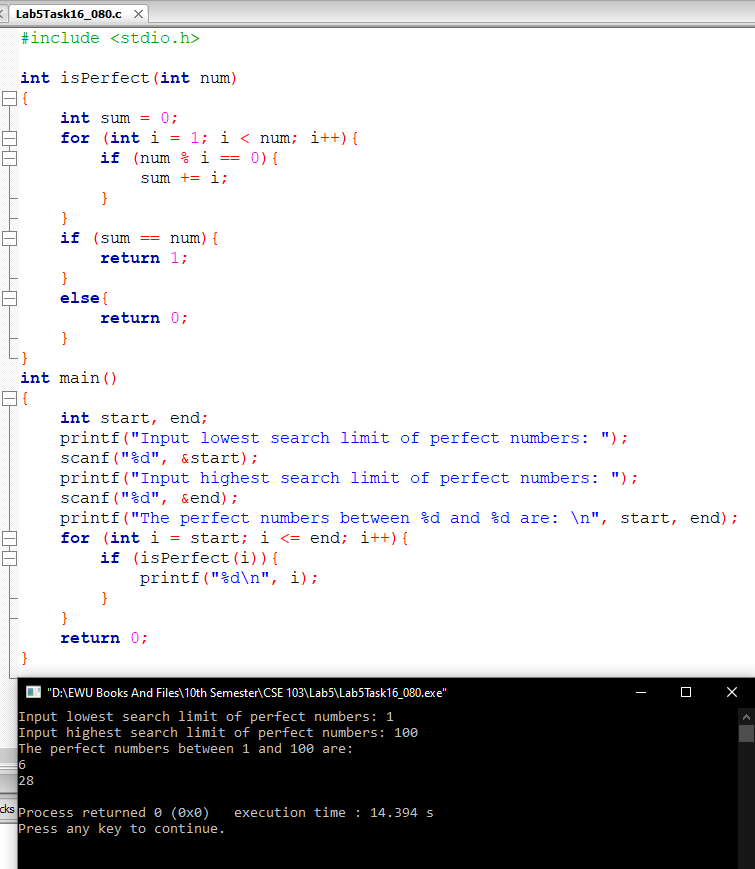 Lab5Task16_080.c
#include <stdio.h>
int isPerfect(int num)
{
    int sum = 0;
    for (int i = 1; i < num; i++){
        if (num % i == 0){
            sum += i;
        }
    }
    if (sum == num){
        return 1;
    }
    else{
        return 0;
    }
}
int main()
{
    int start, end;
    printf("Input lowest search limit of perfect numbers: ");
    scanf("%d", &start);
    printf("Input highest search limit of perfect numbers: ");
    scanf("%d", &end);
    printf("The perfect numbers between %d and %d are: \n", start, end);
    for (int i = start; i <= end; i++){
        if (isPerfect(i)){
            printf("%d\n", i);
        }
    }
    return 0;
}
"D:\EWU Books And Files\10th Semester\CSE 103\Lab5\Lab5Task16_080.exe"
Input lowest search limit of perfect numbers: 1
Input highest search limit of perfect numbers: 100
The perfect numbers between 1 and 100 are:
6
28
cks
Process returned 0 (0x0)   execution time : 14.394 s
Press any key to continue.